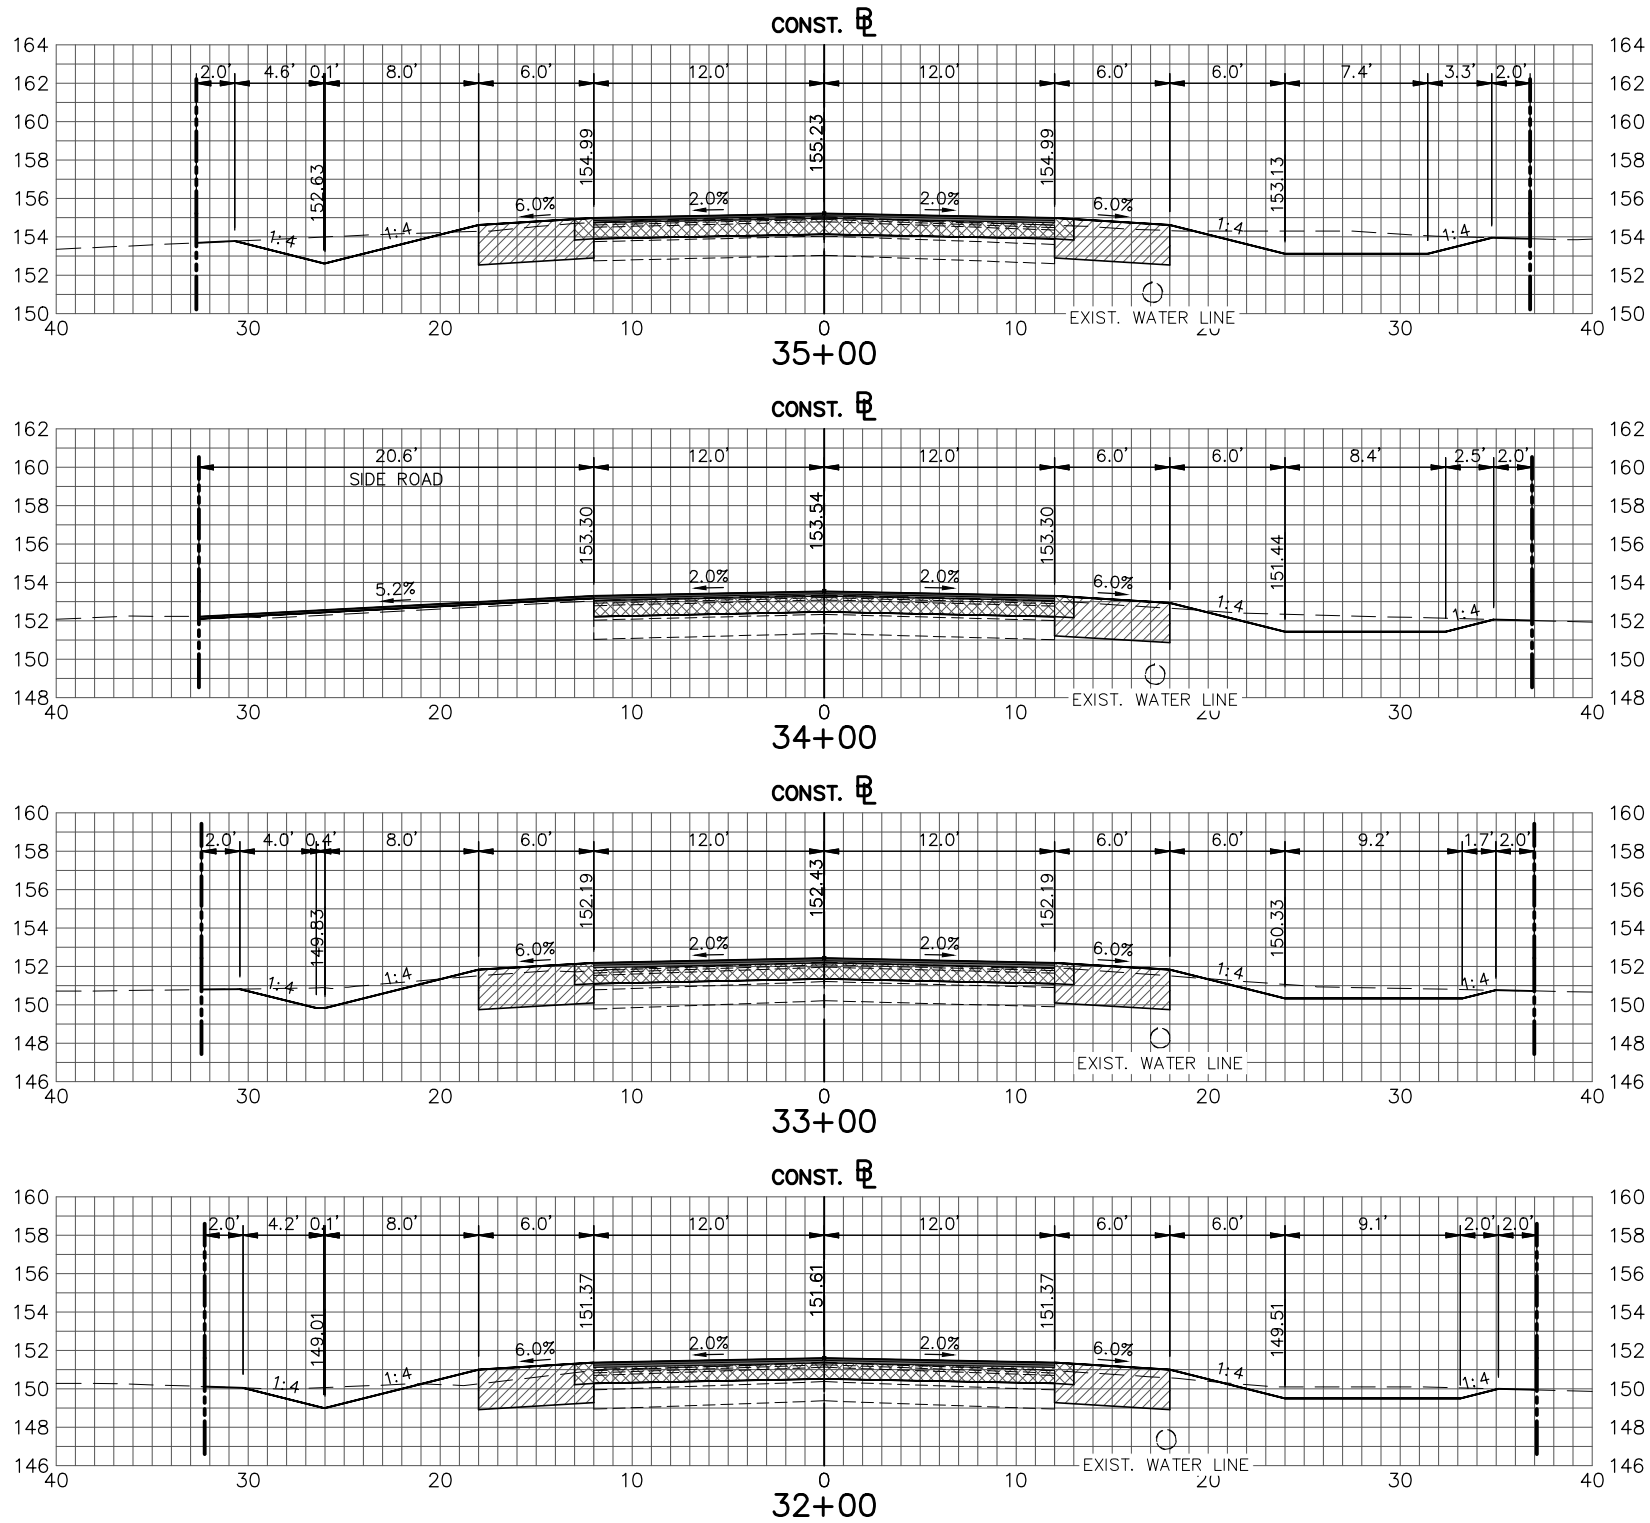 CONST. BL
164 164
2.0' 4.6' 0.1' 8.0' 6.0' 12.0' 12.0' 6.0' 6.0' 7.4' 3.3' 2.0'
162 162
160 160
152.63 154.99 155.23 154.99 153.13
158 158
156 6.0% 2.0% 2.0% 6.0% 156
154 1:4 1:4 1:4 1:4 154
152 152
150 EXIST. WATER LINE 150
40 30 20 10 0 10 20 30 40
35+00
CONST. BL
162 162
20.6' 12.0' 12.0' 6.0' 6.0' 8.4' 2.5' 2.0'
160 160
SIDE ROAD
158 158
153.30 153.54 153.30 151.44
156 156
154 5.2% 2.0% 2.0% 6.0% 154
152 1:4 1:4 152
150 150
148 EXIST. WATER LINE 148
40 30 20 10 0 10 20 30 40
34+00
CONST. BL
160 160
2.0' 4.0' 0.4' 8.0' 6.0' 12.0' 12.0' 6.0' 6.0' 9.2' 1.7' 2.0'
158 158
156 156
149.83 152.19 152.43 152.19 150.33
154 154
152 6.0% 2.0% 2.0% 6.0% 152
1:4 1:4 1:4 1:4
150 150
148 148
EXIST. WATER LINE
146 146
40 30 20 10 0 10 20 30 40
33+00
CONST. BL
160 160
2.0' 4.2' 0.1' 8.0' 6.0' 12.0' 12.0' 6.0' 6.0' 9.1' 2.0' 2.0'
158 158
156 156
149.01 151.37 151.61 151.37 149.51
154 154
152 6.0% 2.0% 2.0% 6.0% 152
150 1:4 1:4 1:4 1:4 150
148 148
146 EXIST. WATER LINE 146
40 30 20 10 0 10 20 30 40
32+00